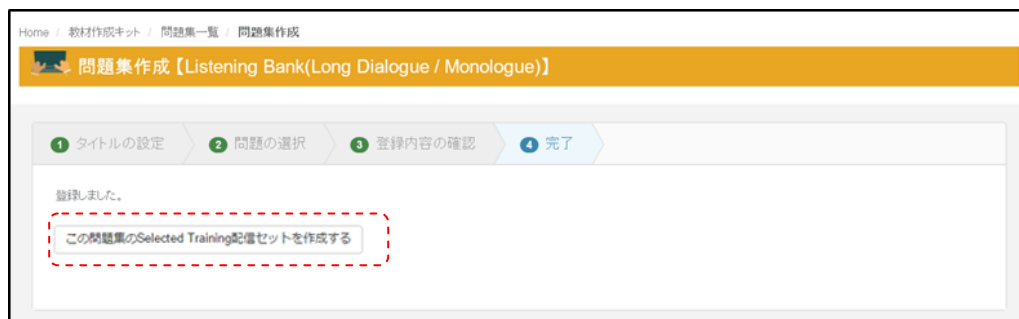 Home / 教材作成キット / 問題集一覧 / 問題集作成
問題集作成【Listening Bank(Long Dialogue / Monologue)】
1 タイトルの設定 2 問題の選択 3 登録内容の確認 4 完了
登録しました。
この問題集のSelected Training配信セットを作成する